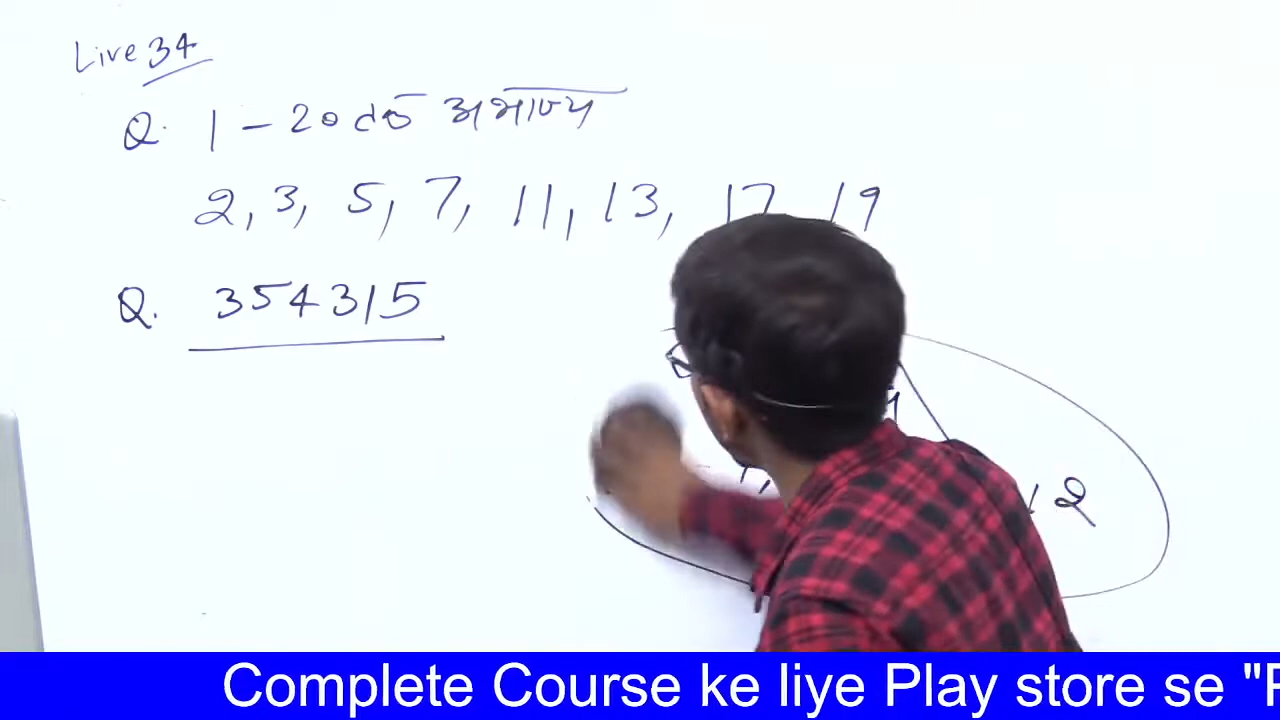 Live 34
Q. 1 - 20 तक अभाज्य
2, 3, 5, 7, 11, 13, 17, 19
Q. 354315
12
Complete Course ke liye Play store se "